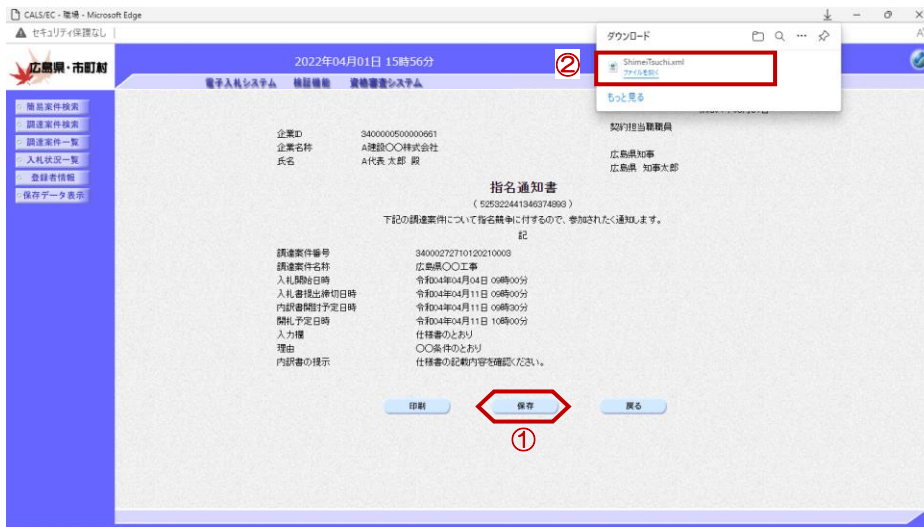 CALS/EC - 職場 - Microsoft Edge
セキュリティ保護なし
広島県・市町村
2022年04月01日 15時56分
電子入札システム 検証機能 資格審査システム
ダウンロード
②
ShimeiTsuchi.xml
ファイルを開く
もっと見る
簡易案件検索
調達案件検索
調達案件一覧
入札状況一覧
登録者情報
保存データ表示
企業ID 3400000500000661
企業名称 A建設〇〇株式会社
氏名 A代表 太郎 殿
契約担当職職員
広島県知事
広島県 知事太郎
指名通知書
(525322441346374893)
下記の調達案件について指名競争に付するので、参加されたく通知します。
記
調達案件番号 34000272710120210003
調達案件名称 広島県〇〇工事
入札開始日時 令和04年04月04日 09時00分
入札書提出締切日時 令和04年04月11日 09時00分
内訳書開封予定日時 令和04年04月11日 09時30分
開札予定日時 令和04年04月11日 10時00分
入力欄 仕様書のとおり
理由 〇〇条件のとおり
内訳書の提示 仕様書の記載内容を確認ください。
印刷 保存 戻る
①